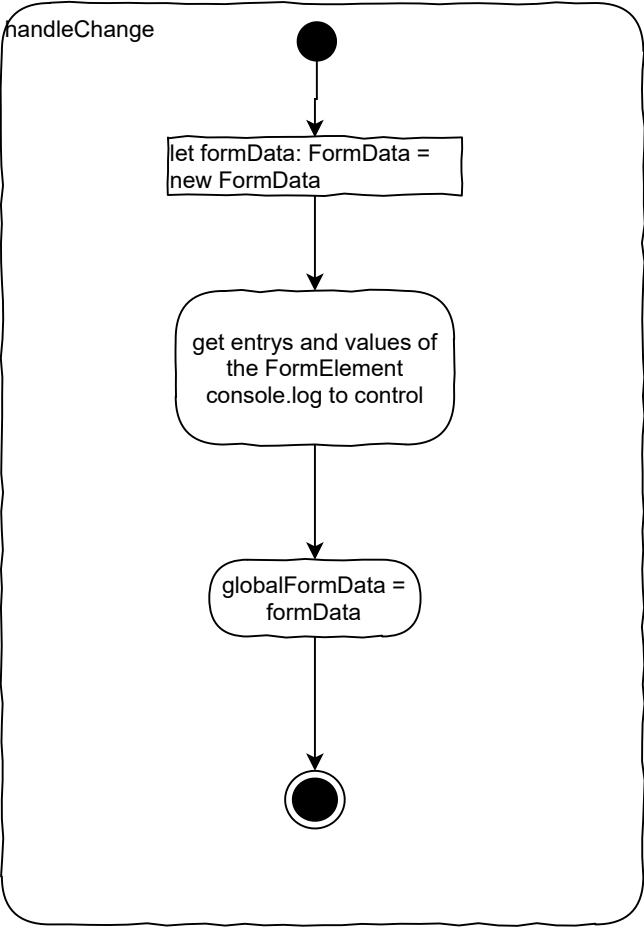 handleChange
let formData: FormData =
new FormData
get entrys and values of
the FormElement
console.log to control
globalFormData =
formData